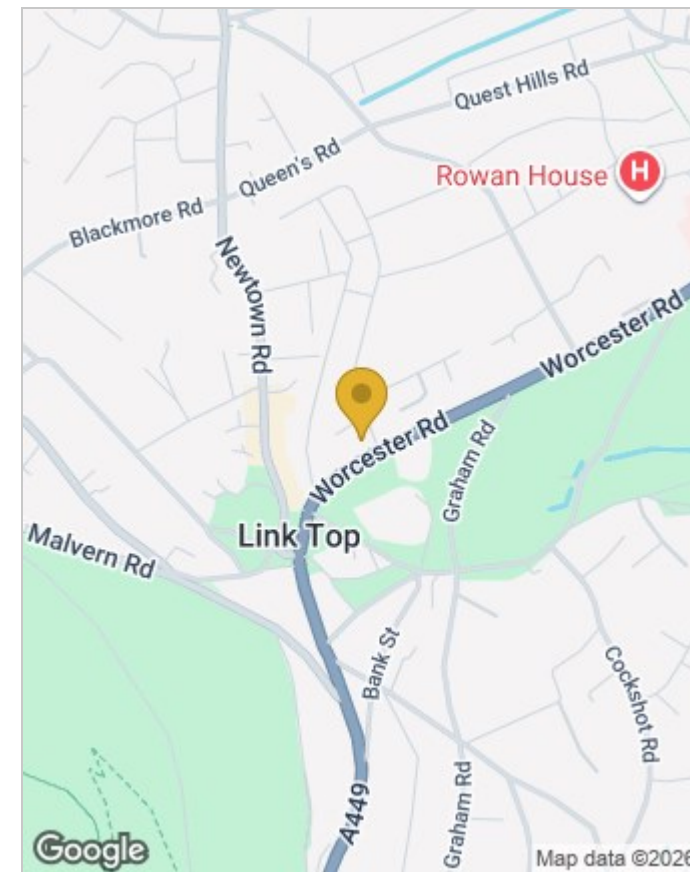 Quest Hills Rd
Queen's Rd
Rowan House
H
Blackmore Rd
Newtown Rd
Worcester Rd
Worcester Rd
Graham Rd
Link Top
Malvern Rd
Bank St
Cockshot Rd
A449
Graham Rd
Google
Map data ©2026